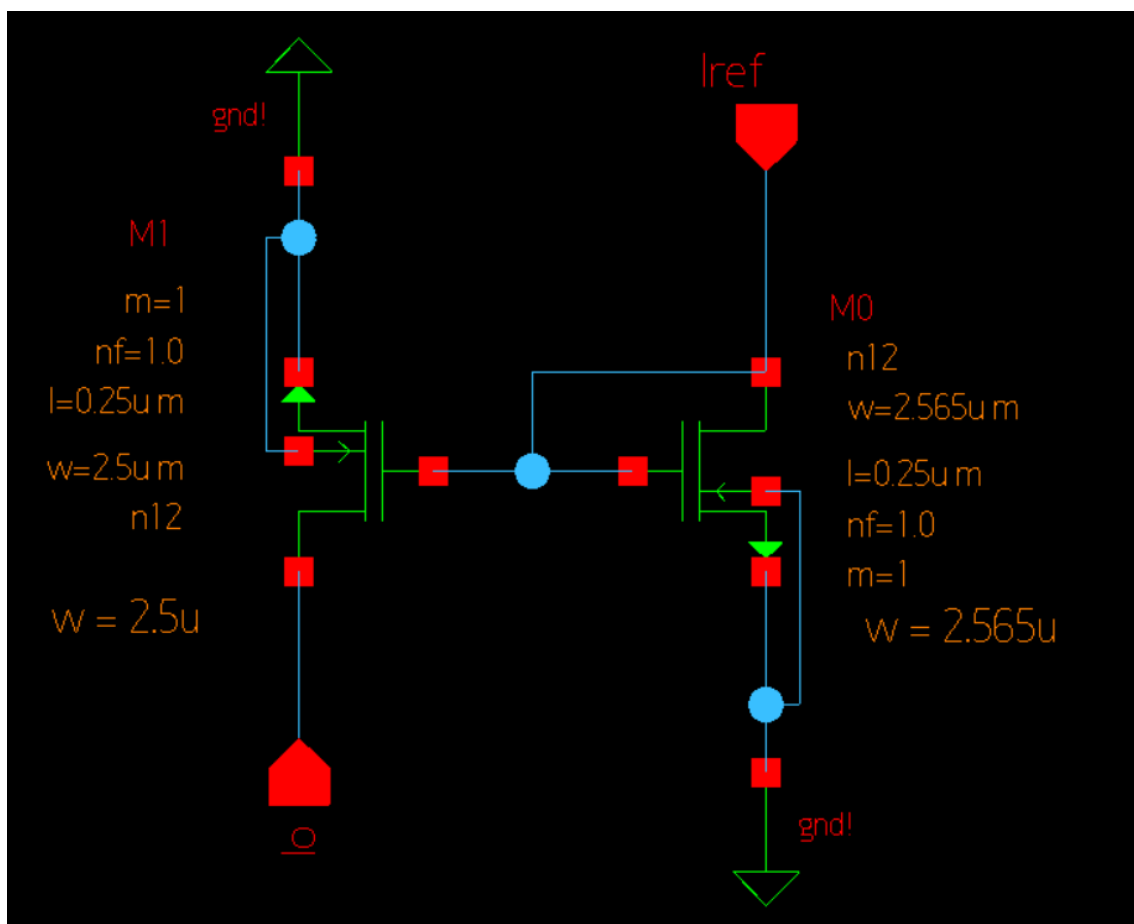 Iref
gnd!
M1
m=1
nf=1.0
l=0.25u m
w=2.5u m
n12
w = 2.5u
M0
n12
w=2.565u m
l=0.25u m
nf=1.0
m=1
w = 2.565u
gnd!
IO